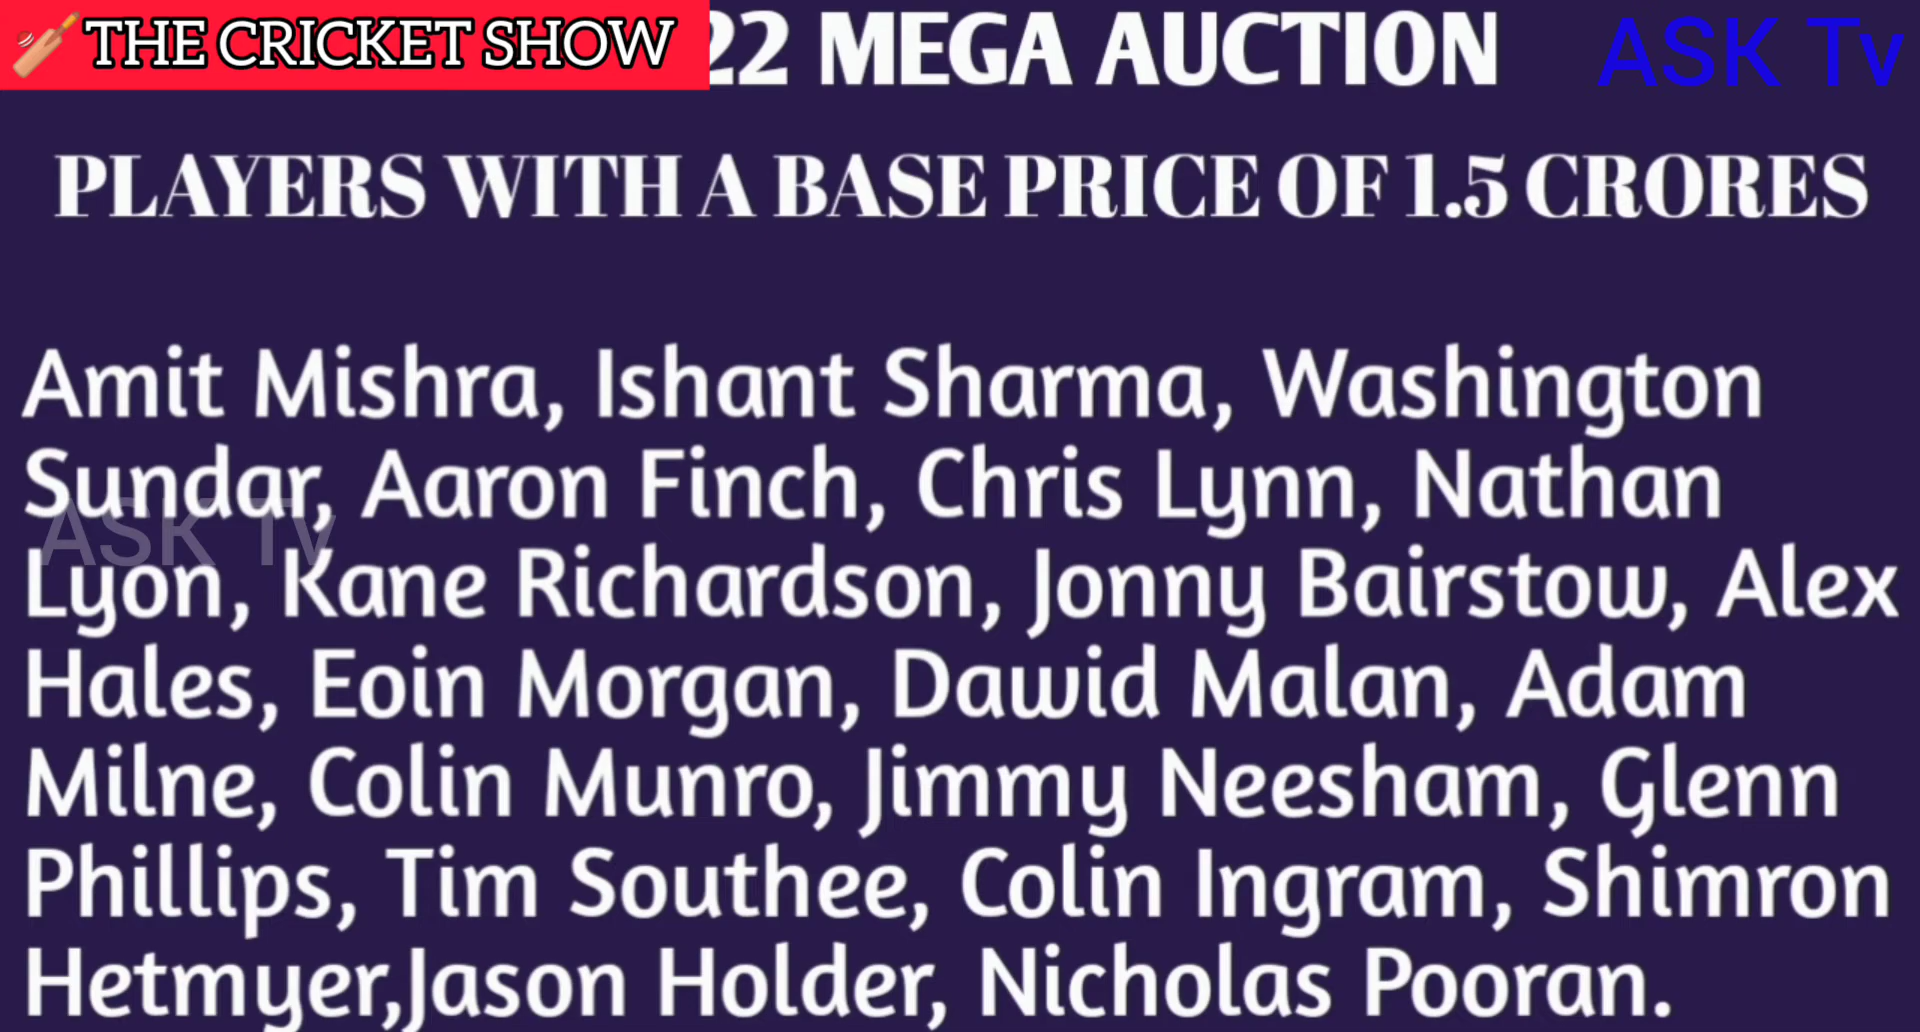 THE CRICKET SHOW 22 MEGA AUCTION ASK Tv
PLAYERS WITH A BASE PRICE OF 1.5 CRORES
Amit Mishra, Ishant Sharma, Washington
Sundar, Aaron Finch, Chris Lynn, Nathan
ASK Tv
Lyon, Kane Richardson, Jonny Bairstow, Alex
Hales, Eoin Morgan, Dawid Malan, Adam
Milne, Colin Munro, Jimmy Neesham, Glenn
Phillips, Tim Southee, Colin Ingram, Shimron
Hetmyer,Jason Holder, Nicholas Pooran.